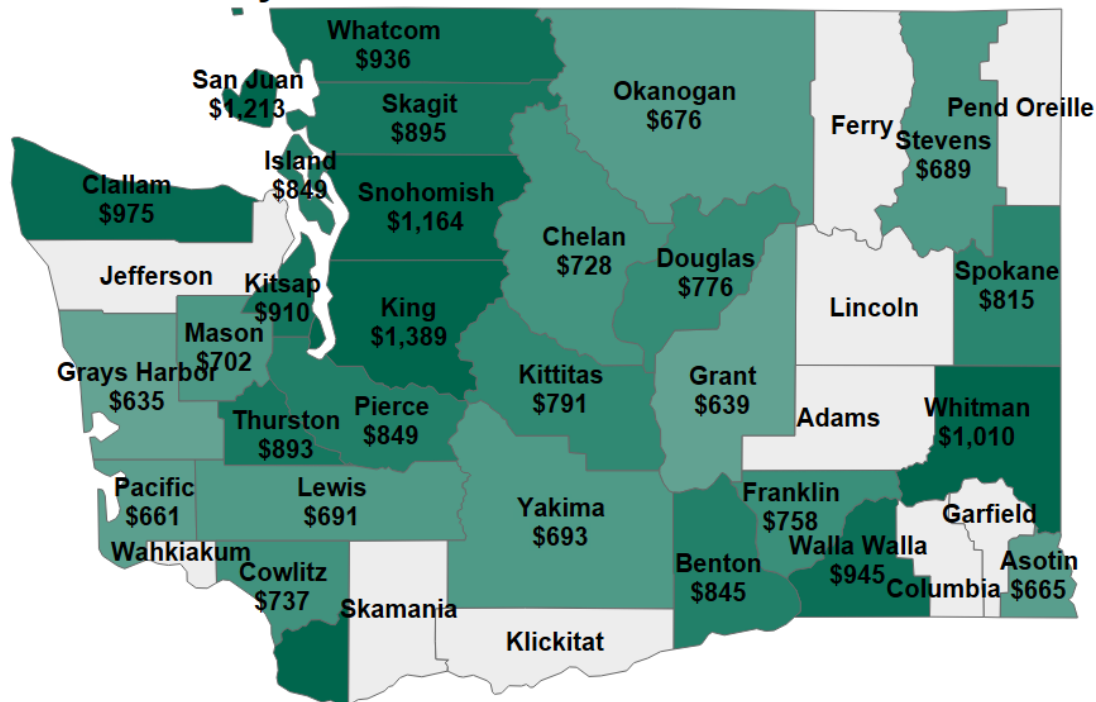 Whatcom
$936
San Juan
$1,213
Skagit
$895
Okanogan
$676
Ferry
Pend Oreille
Stevens
$689
Island
$849
Clallam
$975
Snohomish
$1,164
Chelan
$728
Douglas
$776
Jefferson
Kitsap
$910
Spokane
$815
Lincoln
King
$1,389
Mason
$702
Grays Harbor
$635
Kittitas
$791
Grant
$639
Thurston
$893
Pierce
$849
Adams
Whitman
$1,010
Pacific
$661
Lewis
$691
Yakima
$693
Franklin
$758
Garfield
Walla Walla
$945
Wahkiakum
Cowlitz
$737
Benton
$845
Columbia
Asotin
$665
Skamania
Klickitat